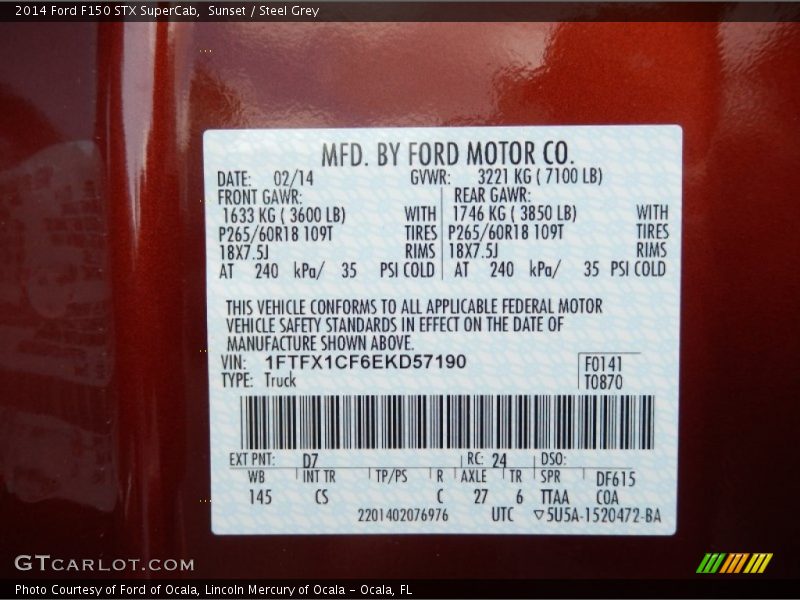 2014 Ford F150 STX SuperCab,  Sunset / Steel Grey
MFD. BY FORD MOTOR CO.
DATE: 02/14 GVWR: 3221 KG ( 7100 LB)
FRONT GAWR: REAR GAWR:
1633 KG ( 3600 LB) WITH 1746 KG ( 3850 LB) WITH
P265/60R18 109T TIRES P265/60R18 109T TIRES
18X7.5J RIMS 18X7.5J RIMS
AT 240 kPa/ 35 PSI COLD AT 240 kPa/ 35 PSI COLD
THIS VEHICLE CONFORMS TO ALL APPLICABLE FEDERAL MOTOR
VEHICLE SAFETY STANDARDS IN EFFECT ON THE DATE OF
MANUFACTURE SHOWN ABOVE.
VIN: 1FTFX1CF6EKD57190 F0141
TYPE: Truck T0870
EXT PNT: D7 RC: 24 DSO:
WB INT TR TP/PS R AXLE TR SPR DF615
145 CS C 27 6 TTAA COA
2201402076976 UTC ▽5U5A-1520472-BA
GTCARLOT.COM
Photo Courtesy of Ford of Ocala, Lincoln Mercury of Ocala - Ocala, FL